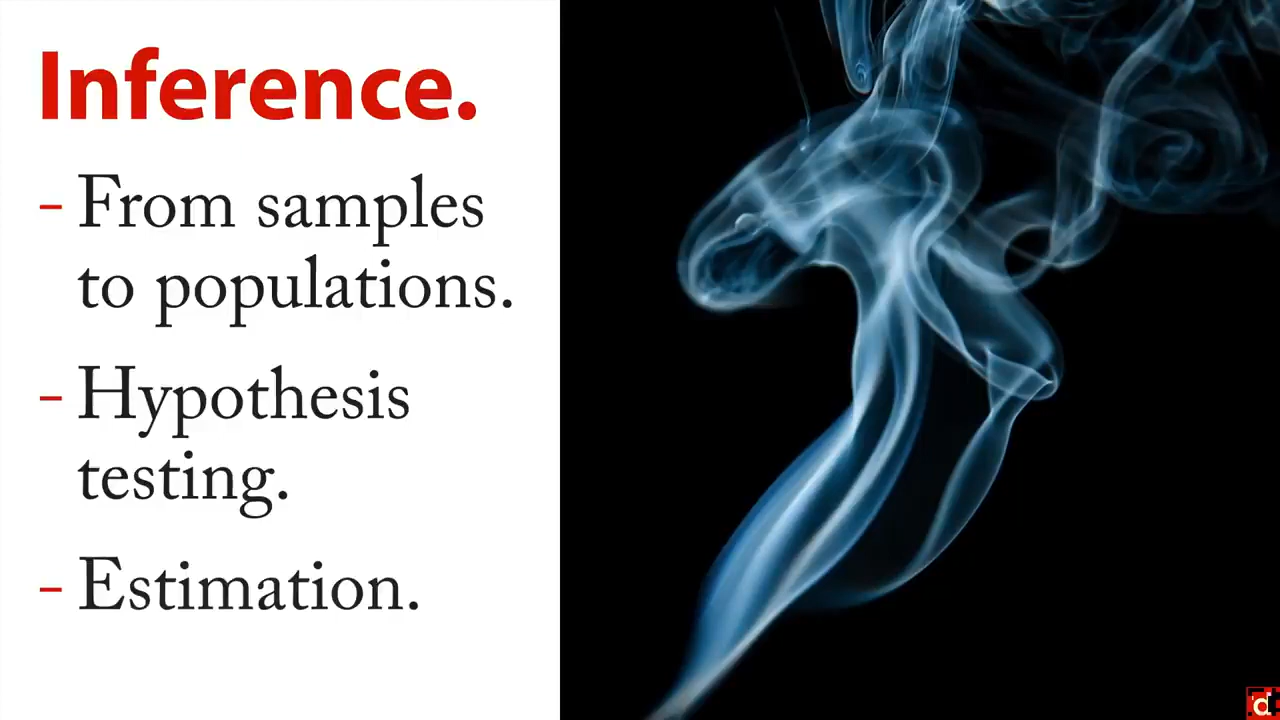 Inference.
- From samples
to populations.
- Hypothesis
testing.
- Estimation.
d